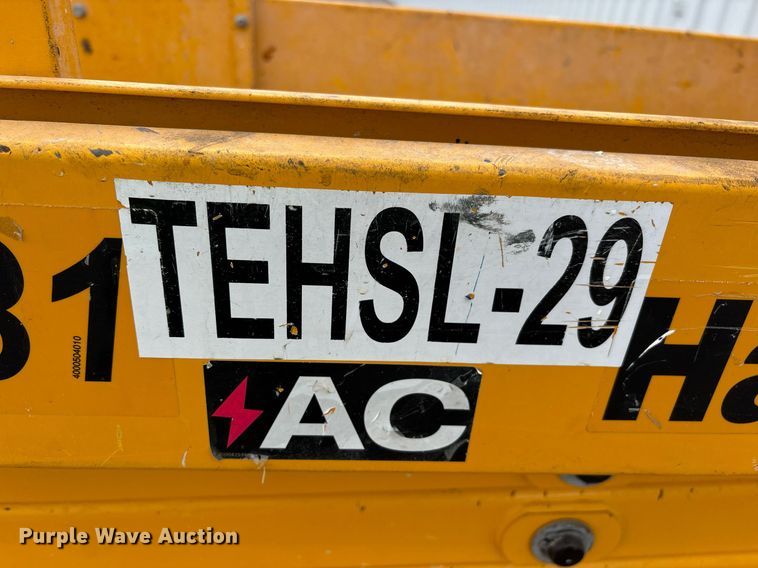 TEHSL-29
31
4000504010
Ha
AC
Purple Wave Auction